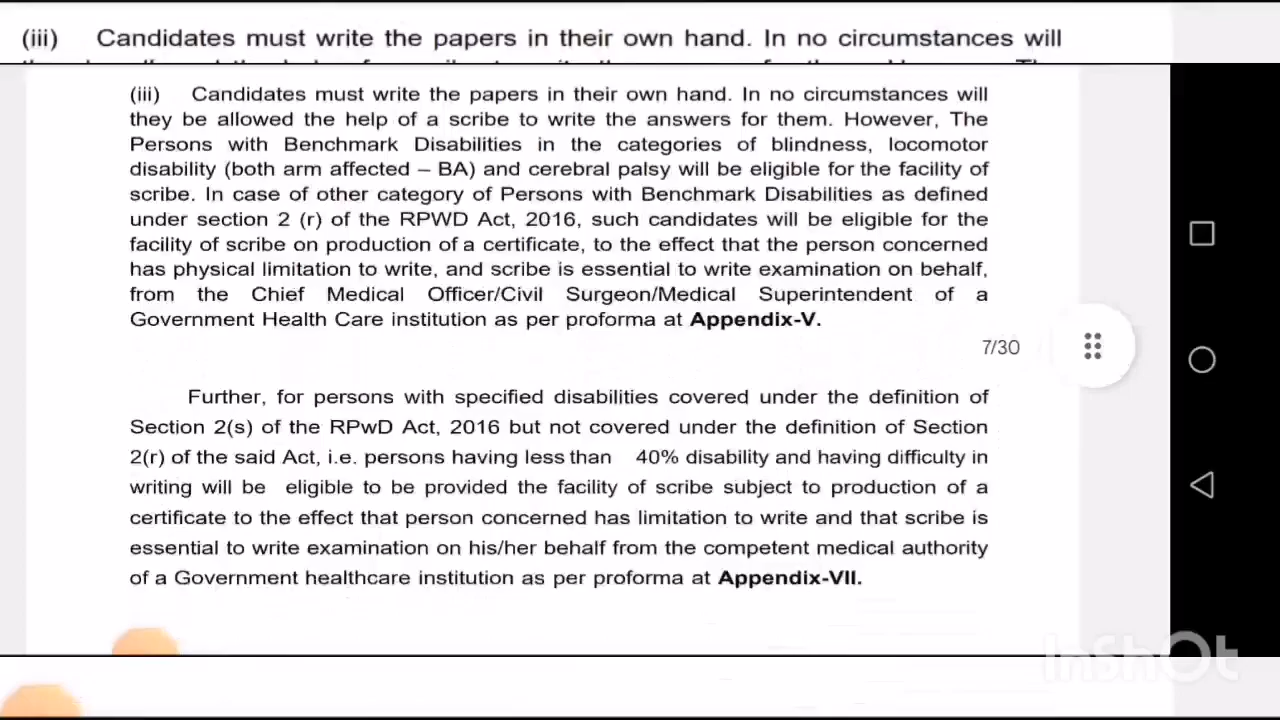 (iii) Candidates must write the papers in their own hand. In no circumstances will
(iii) Candidates must write the papers in their own hand. In no circumstances will
they be allowed the help of a scribe to write the answers for them. However, The
Persons with Benchmark Disabilities in the categories of blindness, locomotor
disability (both arm affected – BA) and cerebral palsy will be eligible for the facility of
scribe. In case of other category of Persons with Benchmark Disabilities as defined
under section 2 (r) of the RPWD Act, 2016, such candidates will be eligible for the
facility of scribe on production of a certificate, to the effect that the person concerned
has physical limitation to write, and scribe is essential to write examination on behalf,
from the Chief Medical Officer/Civil Surgeon/Medical Superintendent of a
Government Health Care institution as per proforma at Appendix-V.
7/30
Further, for persons with specified disabilities covered under the definition of
Section 2(s) of the RPwD Act, 2016 but not covered under the definition of Section
2(r) of the said Act, i.e. persons having less than 40% disability and having difficulty in
writing will be eligible to be provided the facility of scribe subject to production of a
certificate to the effect that person concerned has limitation to write and that scribe is
essential to write examination on his/her behalf from the competent medical authority
of a Government healthcare institution as per proforma at Appendix-VII.
InShOt